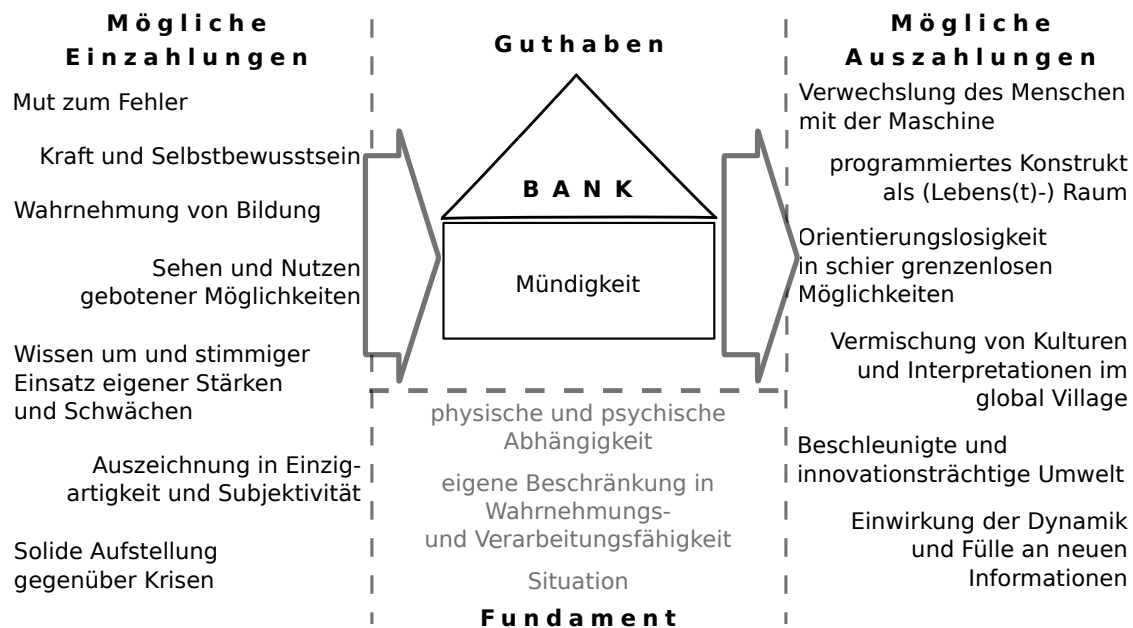 Mögliche
Einzahlungen
Mut zum Fehler
Kraft und Selbstbewusstsein
Wahrnehmung von Bildung
Sehen und Nutzen
gebotener Möglichkeiten
Wissen um und stimmiger
Einsatz eigener Stärken
und Schwächen
Auszeichnung in Einzig-
artigkeit und Subjektivität
Solide Aufstellung
gegenüber Krisen
Guthaben
BANK
Mündigkeit
physische und psychische
Abhängigkeit
eigene Beschränkung in
Wahrnehmungs-
und Verarbeitungsfähigkeit
Situation
Fundament
Mögliche
Auszahlungen
Verwechslung des Menschen
mit der Maschine
programmiertes Konstrukt
als (Lebens(t)-) Raum
Orientierungslosigkeit
in schier grenzenlosen
Möglichkeiten
Vermischung von Kulturen
und Interpretationen im
global Village
Beschleunigte und
innovationsträchtige Umwelt
Einwirkung der Dynamik
und Fülle an neuen
Informationen